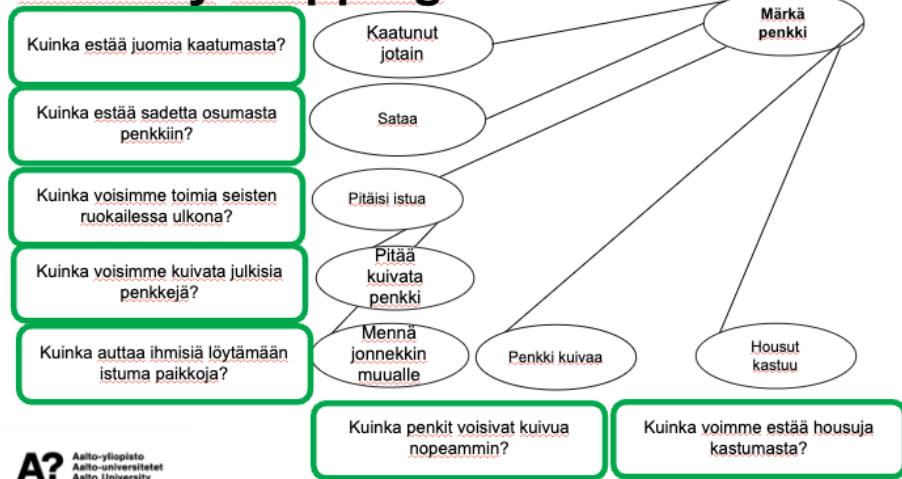 Kuinka estää juomia kaatumasta?
Kaatunut
jotain
Märkä
penkki
Kuinka estää sadetta osumasta
penkkiin?
Sataa
Kuinka voisimme toimia seisten
ruokailessa ulkona?
Pitäisi istua
Kuinka voisimme kuivata julkisia
penkkejä?
Pitää
kuivata
penkki
Kuinka auttaa ihmisiä löytämään
istuma paikkoja?
Mennä
jonnekkin
muualle
Penkki kuivaa
Housut
kastuu
Kuinka penkit voisivat kuivua
nopeammin?
Kuinka voimme estää housuja
kastumasta?
A?
Aalto-yliopisto
Aalto-universitetet
Aalto University